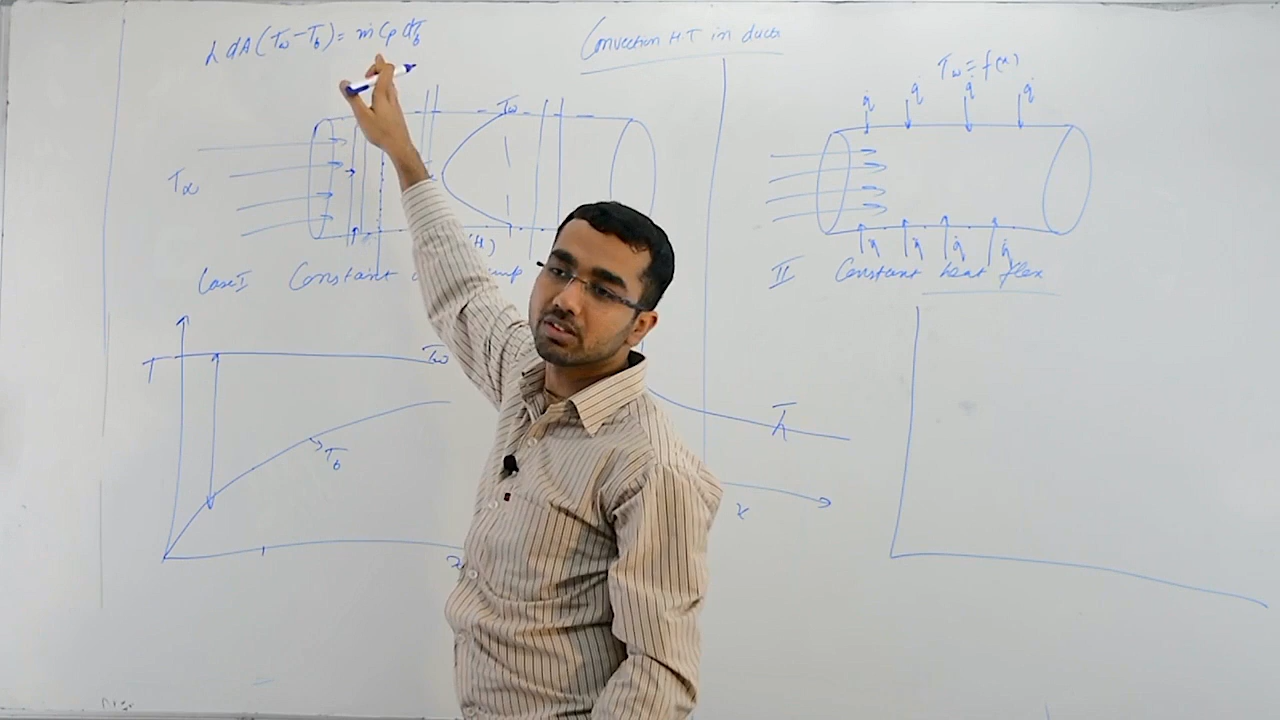 h dA (Tw - Tb) = ṁ Cp dTb
Convection HT in ducts
Tw = f(x)
q̇ q̇ q̇ q̇
Tw
T∞
(H)
q̇ q̇ q̇ q̇
Case I Constant
II Constant heat flux
T
Tw
Tb
h
x
x